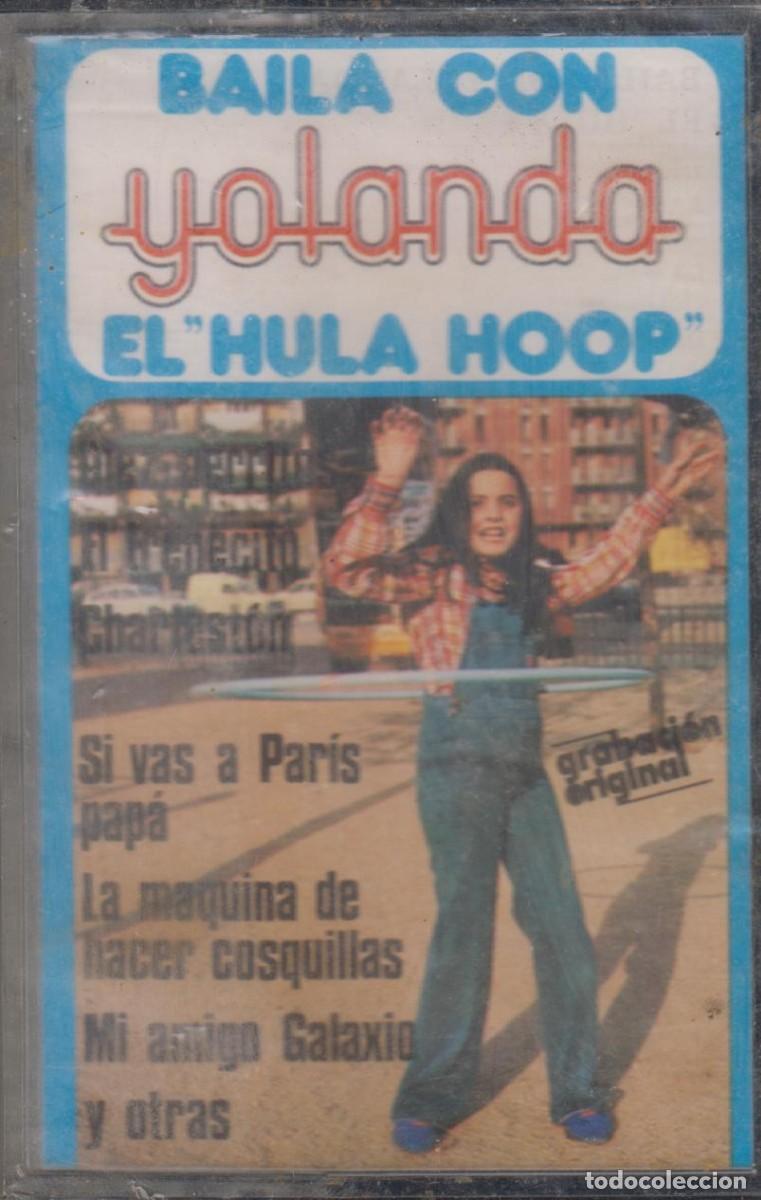 BAILA CON
yolanda
EL "HULA HOOP"
El trenecito
Charlestón
Si vas a París
papá
La maquina de
hacer cosquillas
Mi amigo Galaxio
y otras
grabación
original
todocoleccion